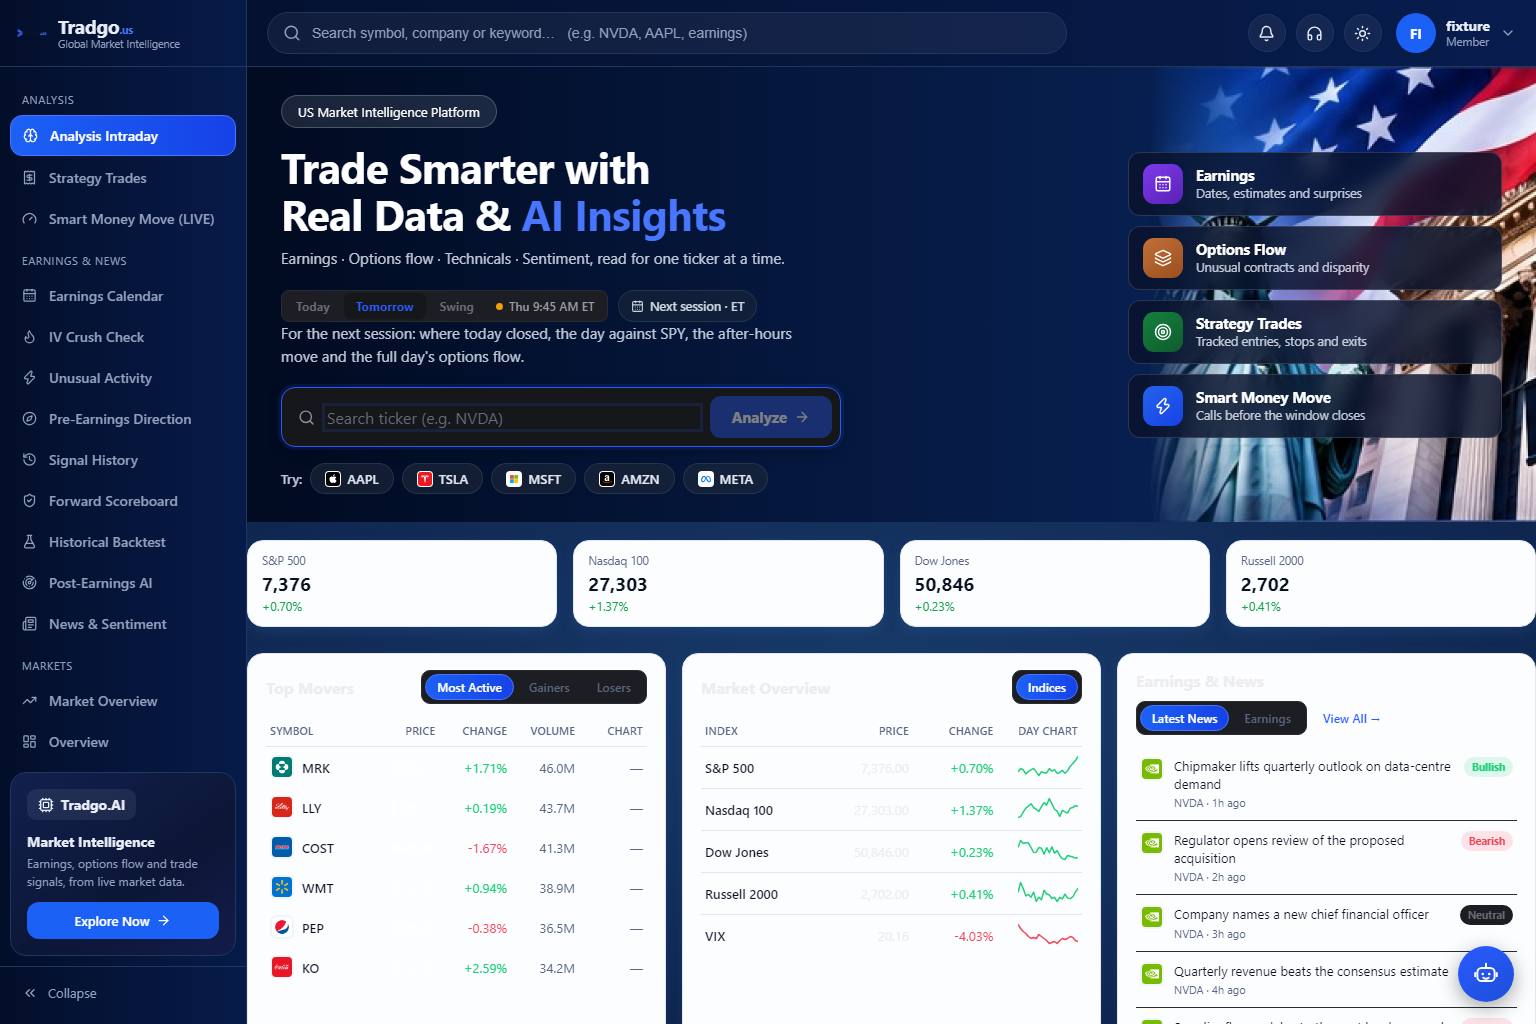 Tradgo.us
Global Market Intelligence
Search symbol, company or keyword... (e.g. NVDA, AAPL, earnings)
FI
fixture
Member
ANALYSIS
Analysis Intraday
Strategy Trades
Smart Money Move (LIVE)
EARNINGS & NEWS
Earnings Calendar
IV Crush Check
Unusual Activity
Pre-Earnings Direction
Signal History
Forward Scoreboard
Historical Backtest
Post-Earnings AI
News & Sentiment
MARKETS
Market Overview
Overview
Tradgo.AI
Market Intelligence
Earnings, options flow and trade
signals, from live market data.
Explore Now →
Collapse
US Market Intelligence Platform
Trade Smarter with
Real Data & AI Insights
Earnings · Options flow · Technicals · Sentiment, read for one ticker at a time.
Today Tomorrow Swing Thu 9:45 AM ET Next session · ET
For the next session: where today closed, the day against SPY, the after-hours
move and the full day's options flow.
Search ticker (e.g. NVDA) Analyze →
Try: AAPL TSLA MSFT AMZN META
Earnings
Dates, estimates and surprises
Options Flow
Unusual contracts and disparity
Strategy Trades
Tracked entries, stops and exits
Smart Money Move
Calls before the window closes
S&P 500
7,376
+0.70%
Nasdaq 100
27,303
+1.37%
Dow Jones
50,846
+0.23%
Russell 2000
2,702
+0.41%
Top Movers Most Active Gainers Losers
SYMBOL PRICE CHANGE VOLUME CHART
MRK +1.71% 46.0M —
LLY +0.19% 43.7M —
COST -1.67% 41.3M —
WMT +0.94% 38.9M —
PEP -0.38% 36.5M —
KO +2.59% 34.2M —
Market Overview Indices
INDEX PRICE CHANGE DAY CHART
S&P 500 7,376.00 +0.70%
Nasdaq 100 27,303.00 +1.37%
Dow Jones 50,846.00 +0.23%
Russell 2000 2,702.00 +0.41%
VIX 20.16 -4.03%
Earnings & News
Latest News Earnings View All →
Chipmaker lifts quarterly outlook on data-centre
demand
Bullish
NVDA · 1h ago
Regulator opens review of the proposed
acquisition
Bearish
NVDA · 2h ago
Company names a new chief financial officer
Neutral
NVDA · 3h ago
Quarterly revenue beats the consensus estimate
NVDA · 4h ago